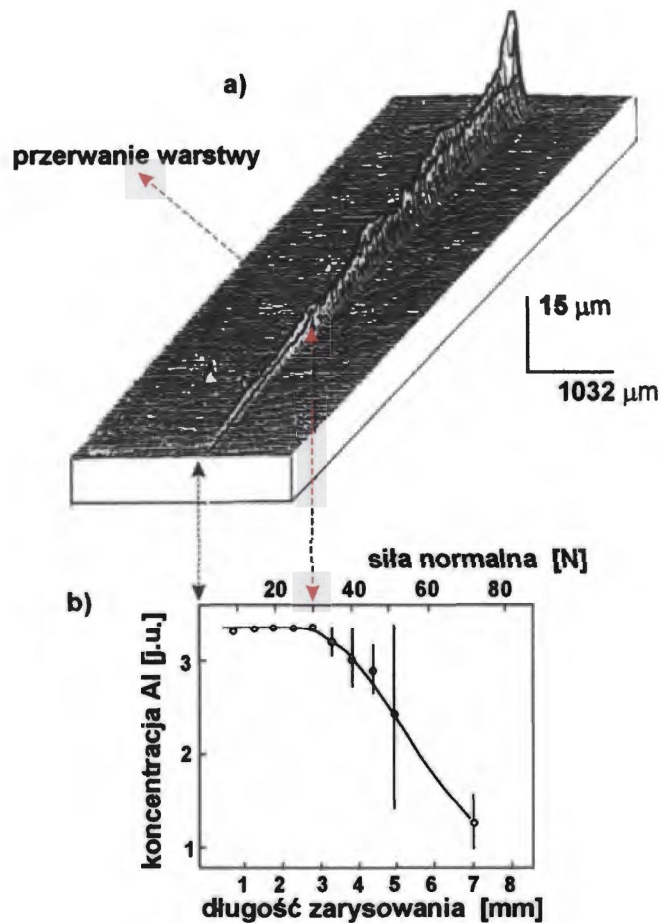 a)
przerwanie warstwy
15 μm
1032 μm
siła normalna [N]
b)
20 40 60 80
koncentracja Al [j.u.]
3
2
1
1 2 3 4 5 6 7 8
długość zarysowania [mm]